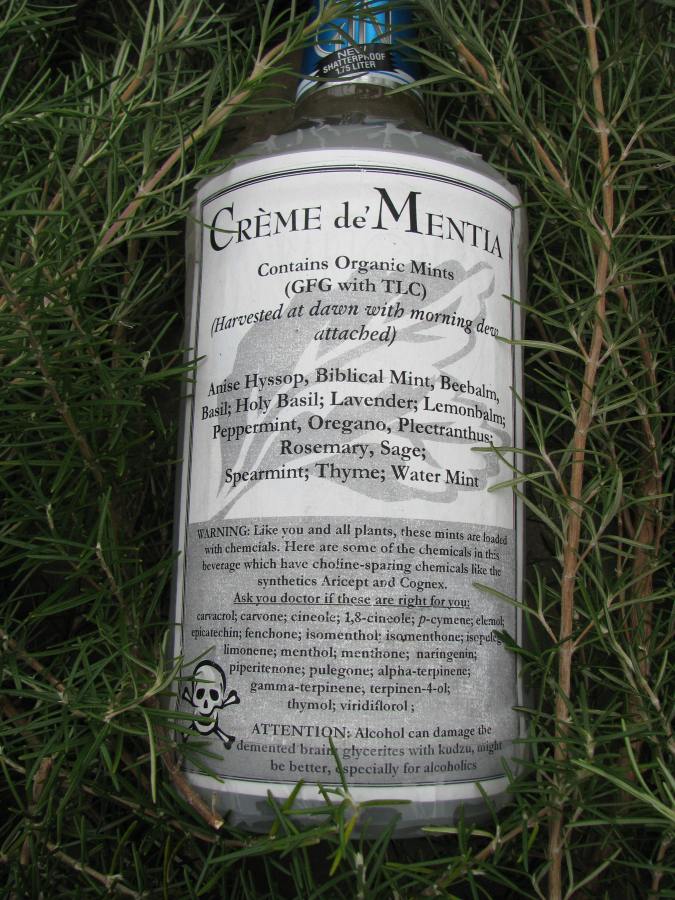 GIN
NEW!
SHATTERPROOF
1.75 LITER
CRÈME de' MENTIA
Contains Organic Mints
(GFG with TLC)
(Harvested at dawn with morning dew
attached)
Anise Hyssop, Biblical Mint, Beebalm,
Basil; Holy Basil; Lavender; Lemonbalm;
Peppermint, Oregano, Plectranthus;
Rosemary, Sage;
Spearmint; Thyme; Water Mint
WARNING: Like you and all plants, these mints are loaded
with chemcials. Here are some of the chemicals in this
beverage which have choline-sparing chemicals like the
synthetics Aricept and Cognex.
Ask you doctor if these are right for you:
carvacrol; carvone; cineole; 1,8-cineole; p-cymene; elemol;
epicatechin; fenchone; isomenthol; isomenthone;
limonene; menthol; menthone; naringenin;
piperitenone; pulegone; alpha-terpinene;
gamma-terpinene, terpinen-4-ol;
thymol; viridiflorol ;
ATTENTION: Alcohol can damage the
demented brain; glycerites with kudzu, might
be better, especially for alcoholics